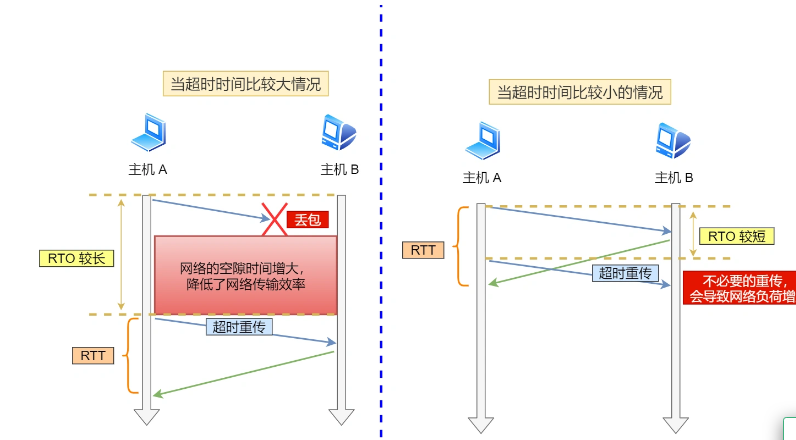 当超时时间比较大情况
主机 A
主机 B
丢包
RTO 较长
网络的空隙时间增大,
降低了网络传输效率
超时重传
RTT
当超时时间比较小的情况
主机 A
主机 B
RTT
RTO 较短
超时重传
不必要的重传,
会导致网络负荷增